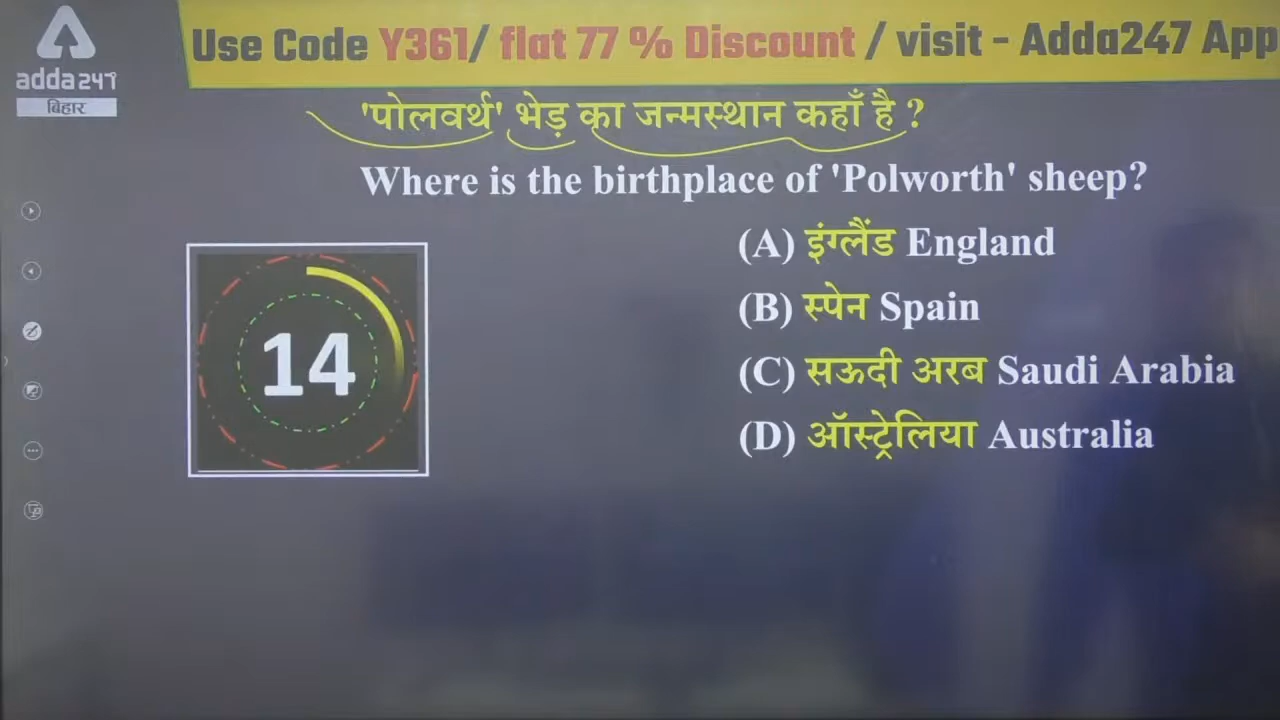 Use Code Y361/ flat 77 % Discount / visit - Adda247 App
adda247
बिहार
'पोलवर्थ' भेड़ का जन्मस्थान कहाँ है ?
Where is the birthplace of 'Polworth' sheep?
(A) इंग्लैंड England
(B) स्पेन Spain
(C) सऊदी अरब Saudi Arabia
(D) ऑस्ट्रेलिया Australia
14